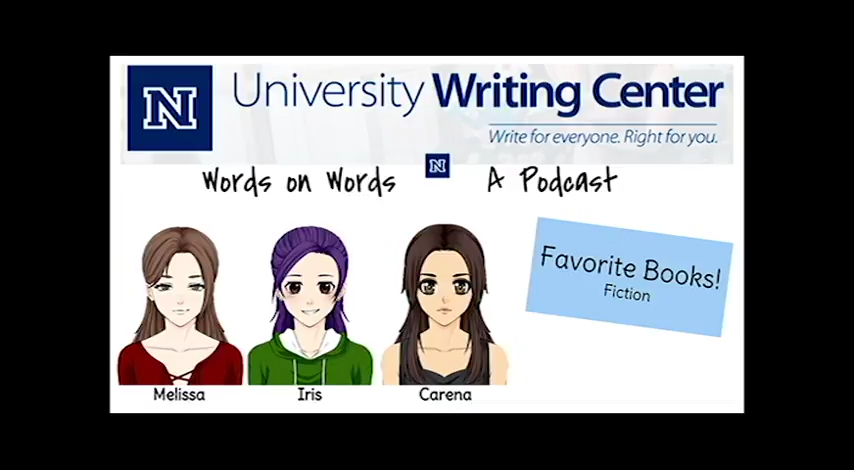 N
University Writing Center
Write for everyone. Right for you.
Words on Words N A Podcast
Favorite Books!
Fiction
Melissa Iris Carena